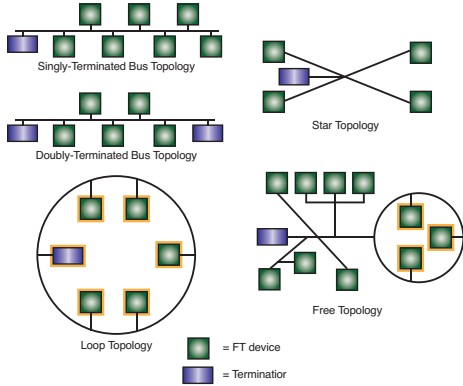 Singly-Terminated Bus Topology
Star Topology
Doubly-Terminated Bus Topology
Free Topology
Loop Topology
= FT device
= Terminatior